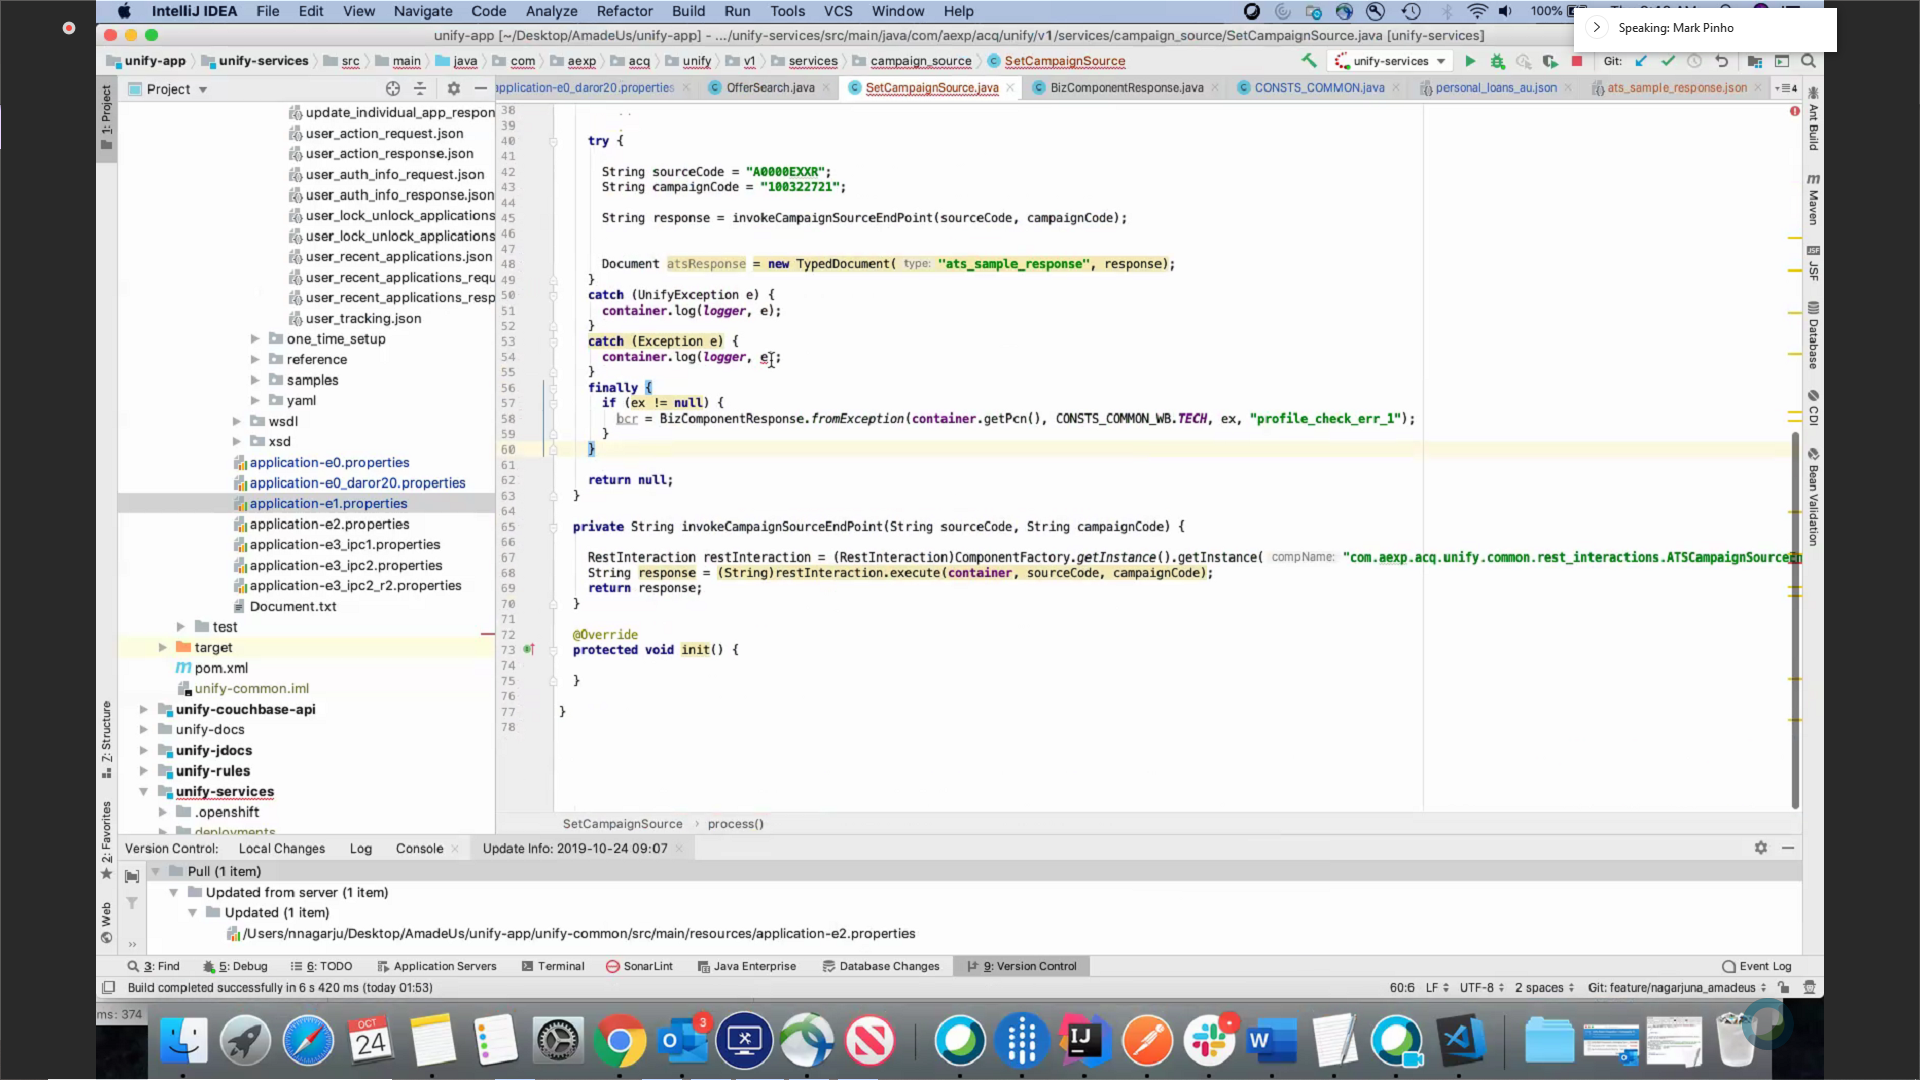 IntelliJ IDEA File Edit View Navigate Code Analyze Refactor Build Run Tools VCS Window Help 100%
Speaking: Mark Pinho
unify-app [~/Desktop/AmadeUs/unify-app] - .../unify-services/src/main/java/com/aexp/acq/unify/v1/services/campaign_source/SetCampaignSource.java [unify-services]
unify-app unify-services src main java com aexp acq unify v1 services campaign_source SetCampaignSource unify-services Git:
Project application-e0_daror20.properties OfferSearch.java SetCampaignSource.java BizComponentResponse.java CONSTS_COMMON.java personal_loans_au.json ats_sample_response.json
1: Project
update_individual_app_respon
user_action_request.json
user_action_response.json
user_auth_info_request.json
user_auth_info_response.json
user_lock_unlock_applications
user_lock_unlock_applications
user_recent_applications.json
user_recent_applications_requ
user_recent_applications_resp
user_tracking.json
one_time_setup
reference
samples
yaml
wsdl
xsd
application-e0.properties
application-e0_daror20.properties
application-e1.properties
application-e2.properties
application-e3_ipc1.properties
application-e3_ipc2.properties
application-e3_ipc2_r2.properties
Document.txt
test
target
pom.xml
unify-common.iml
unify-couchbase-api
unify-docs
unify-jdocs
unify-rules
unify-services
.openshift
deployments
7: Structure
2: Favorites
Web
38
39
40 try {
41
42 String sourceCode = "A0000EXXR";
43 String campaignCode = "100322721";
44
45 String response = invokeCampaignSourceEndPoint(sourceCode, campaignCode);
46
47
48 Document atsResponse = new TypedDocument( type: "ats_sample_response", response);
49 }
50 catch (UnifyException e) {
51 container.log(logger, e);
52 }
53 catch (Exception e) {
54 container.log(logger, e);
55 }
56 finally {
57 if (ex != null) {
58 bcr = BizComponentResponse.fromException(container.getPcn(), CONSTS_COMMON_WB.TECH, ex, "profile_check_err_1");
59 }
60 }
61
62 return null;
63 }
65 private String invokeCampaignSourceEndPoint(String sourceCode, String campaignCode) {
66
67 RestInteraction restInteraction = (RestInteraction)ComponentFactory.getInstance().getInstance( compName: "com.aexp.acq.unify.common.rest_interactions.ATSCampaignSourceEn
68 String response = (String)restInteraction.execute(container, sourceCode, campaignCode);
69 return response;
70 }
71
72 @Override
73 protected void init() {
74
75 }
76
77 }
78
SetCampaignSource process()
Ant Build
Maven
JSF
Database
CDI
Bean Validation
Version Control: Local Changes Log Console Update Info: 2019-10-24 09:07
Pull (1 item)
Updated from server (1 item)
Updated (1 item)
/Users/nnagarju/Desktop/AmadeUs/unify-app/unify-common/src/main/resources/application-e2.properties
3: Find 5: Debug 6: TODO Application Servers Terminal SonarLint Java Enterprise Database Changes 9: Version Control Event Log
Build completed successfully in 6 s 420 ms (today 01:53) 60:6 LF UTF-8 2 spaces Git: feature/nagarjuna_amadeus
ms: 374
OCT
24
3